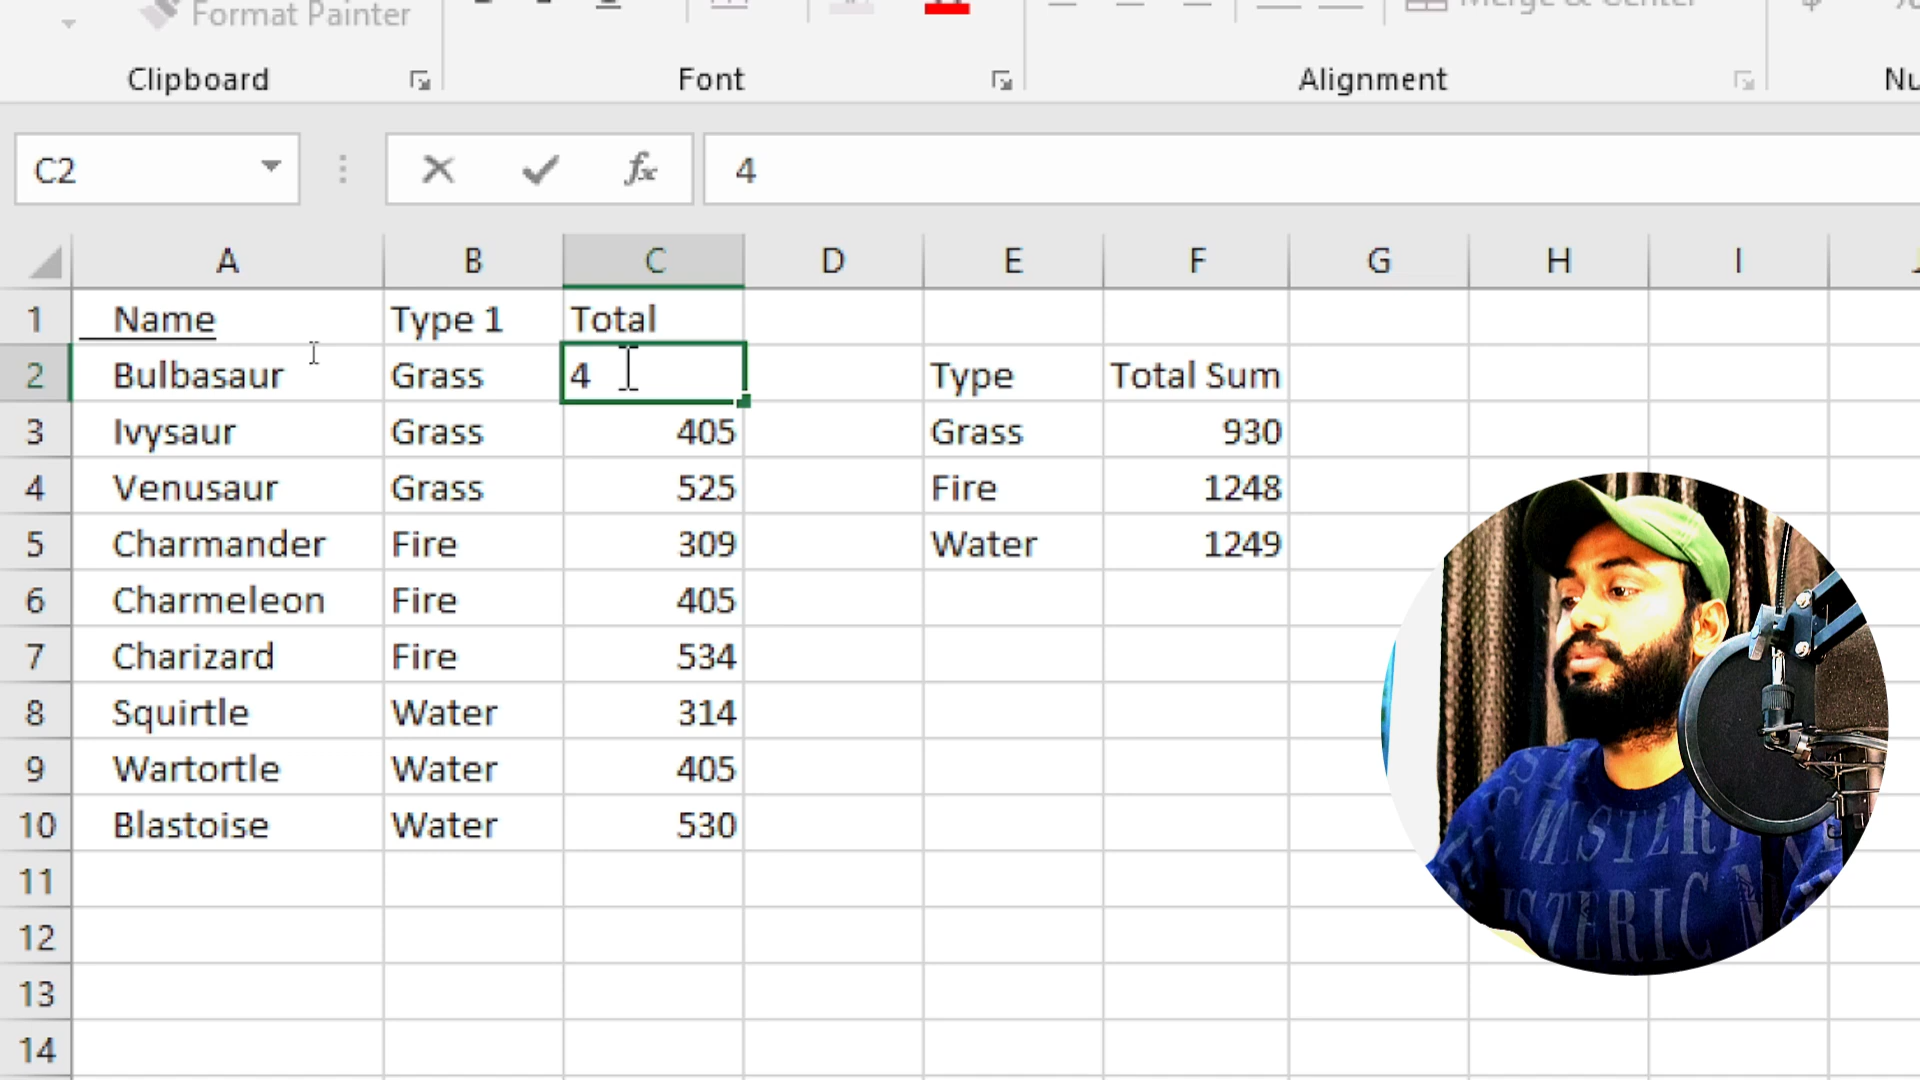 Format Painter
Merge & Center
Clipboard
Font
Alignment
Nu
C2
fx
4
A B C D E F G H I
1 Name Type 1 Total
2 Bulbasaur Grass 4 Type Total Sum
3 Ivysaur Grass 405 Grass 930
4 Venusaur Grass 525 Fire 1248
5 Charmander Fire 309 Water 1249
6 Charmeleon Fire 405
7 Charizard Fire 534
8 Squirtle Water 314
9 Wartortle Water 405
10 Blastoise Water 530
11
12
13
14